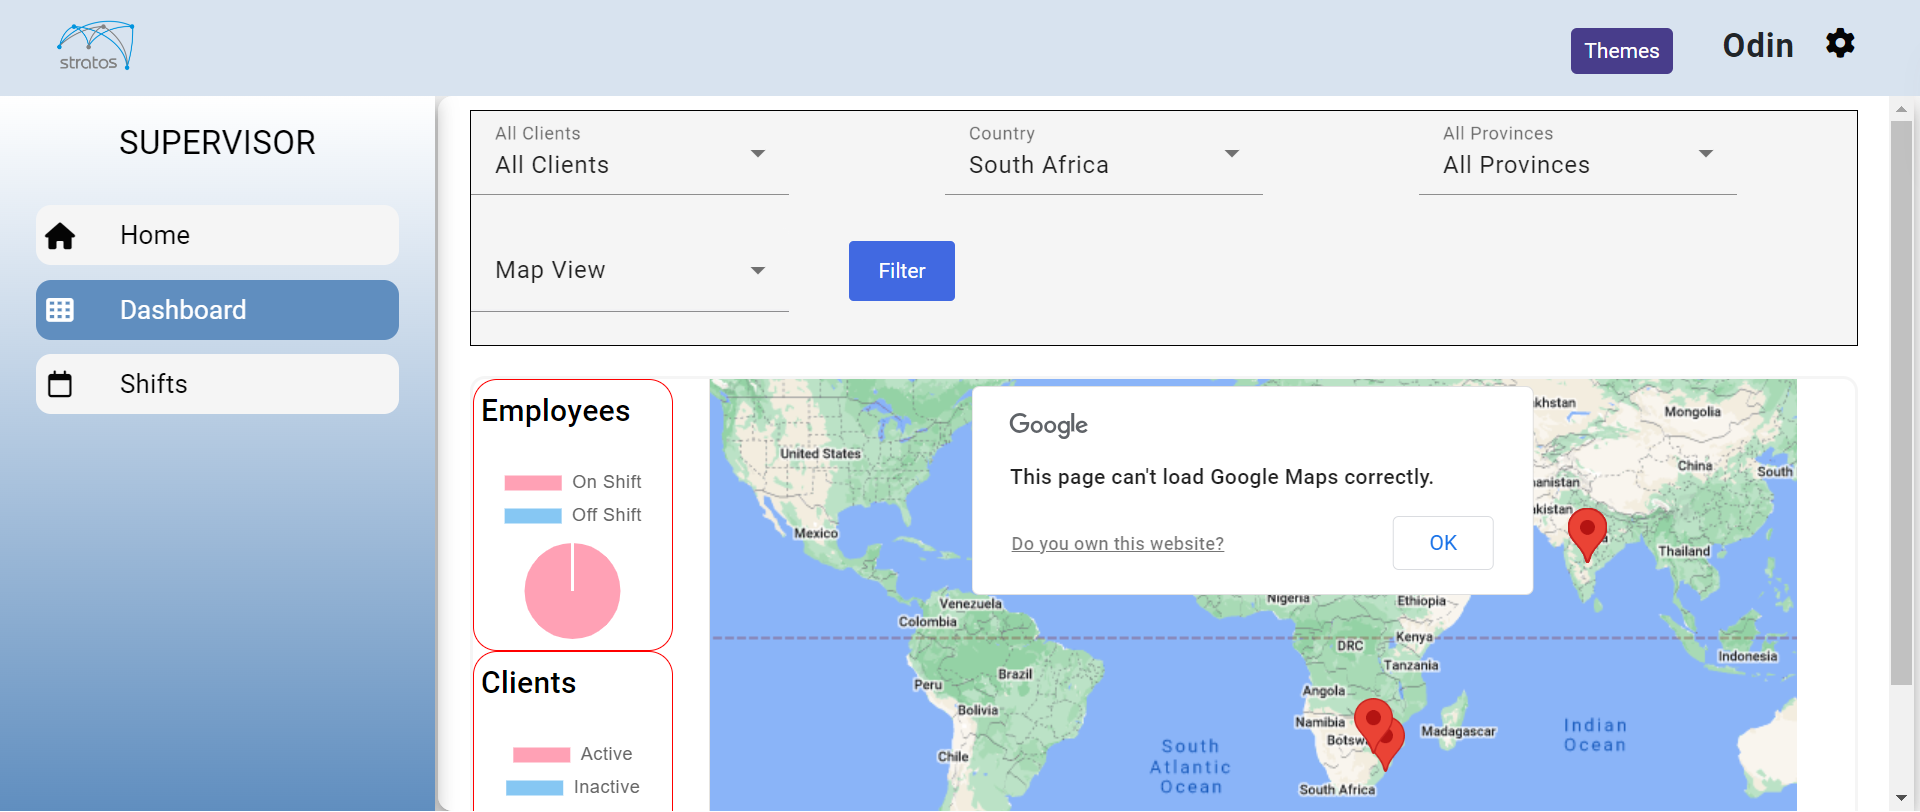 stratos
Themes
Odin
SUPERVISOR
Home
Dashboard
Shifts
All Clients
All Clients
Country
South Africa
All Provinces
All Provinces
Map View
Filter
Employees
On Shift
Off Shift
Clients
Active
Inactive
Google
This page can't load Google Maps correctly.
Do you own this website?
OK
United States
Mexico
Venezuela
Colombia
Brazil
Peru
Bolivia
Chile
South
Atlantic
Ocean
Nigeria
Ethiopia
Kenya
DRC
Tanzania
Angola
Namibia
Botsw
Madagascar
South Africa
Indian
Ocean
khstan
Mongolia
China
South
anistan
kistan
Thailand
Indonesia